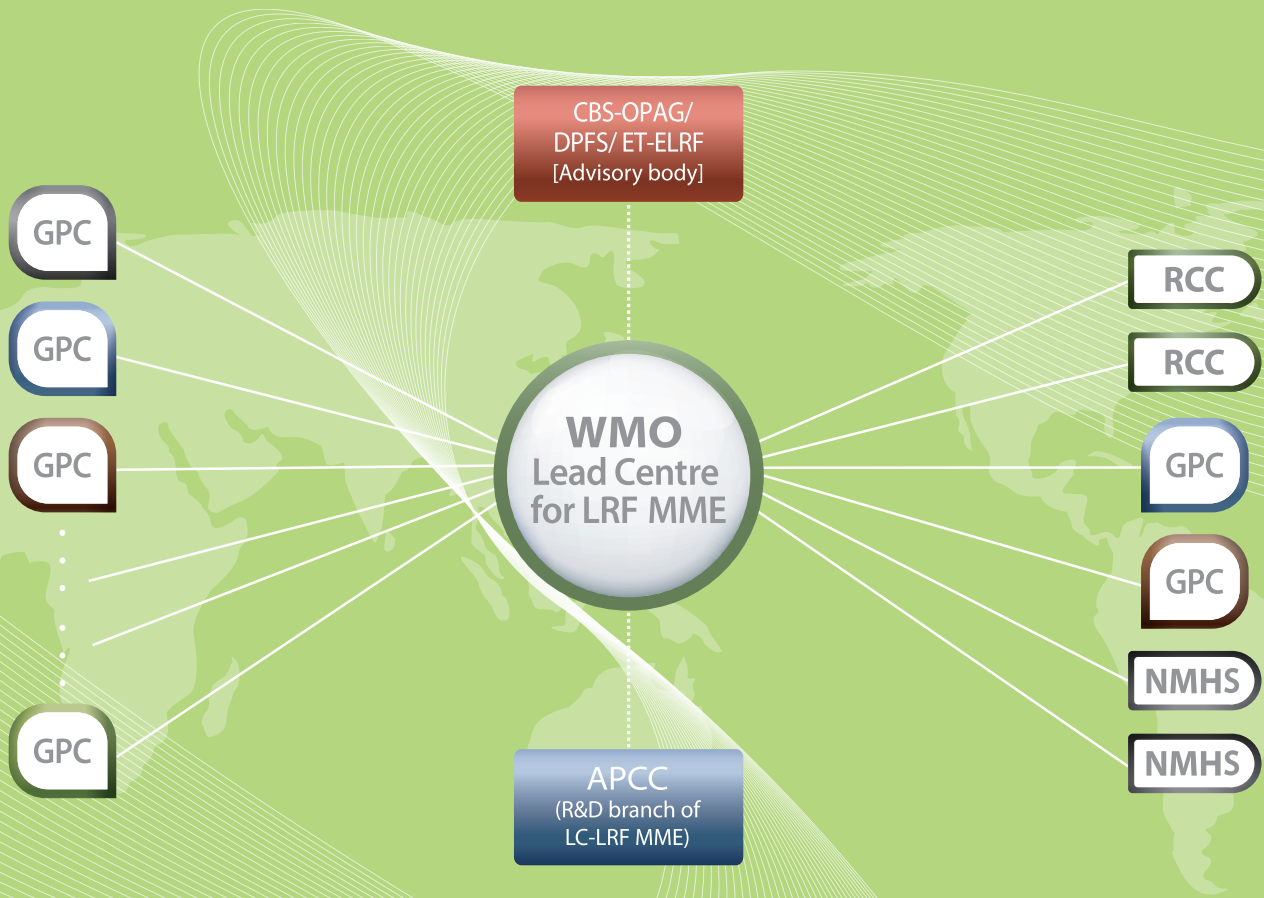 CBS-OPAG/
DPFS/ ET-ELRF
[Advisory body]
GPC
GPC
GPC
GPC
WMO
Lead Centre
for LRF MME
RCC
RCC
GPC
GPC
NMHS
NMHS
APCC
(R&D branch of
LC-LRF MME)